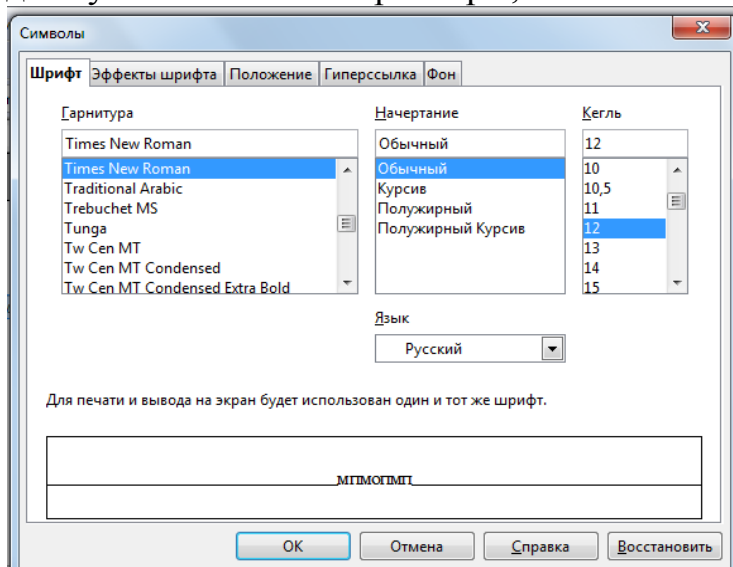 Символы
Шрифт Эффекты шрифта Положение Гиперссылка Фон
Гарнитура Начертание Кегль
Times New Roman Обычный 12
Times New Roman Обычный 10
Traditional Arabic Курсив 10,5
Trebuchet MS Полужирный 11
Tunga Полужирный Курсив 12
Tw Cen MT 13
Tw Cen MT Condensed 14
Tw Cen MT Condensed Extra Bold 15
Язык
Русский
Для печати и вывода на экран будет использован один и тот же шрифт.
мпмопмп
ОК Отмена Справка Восстановить